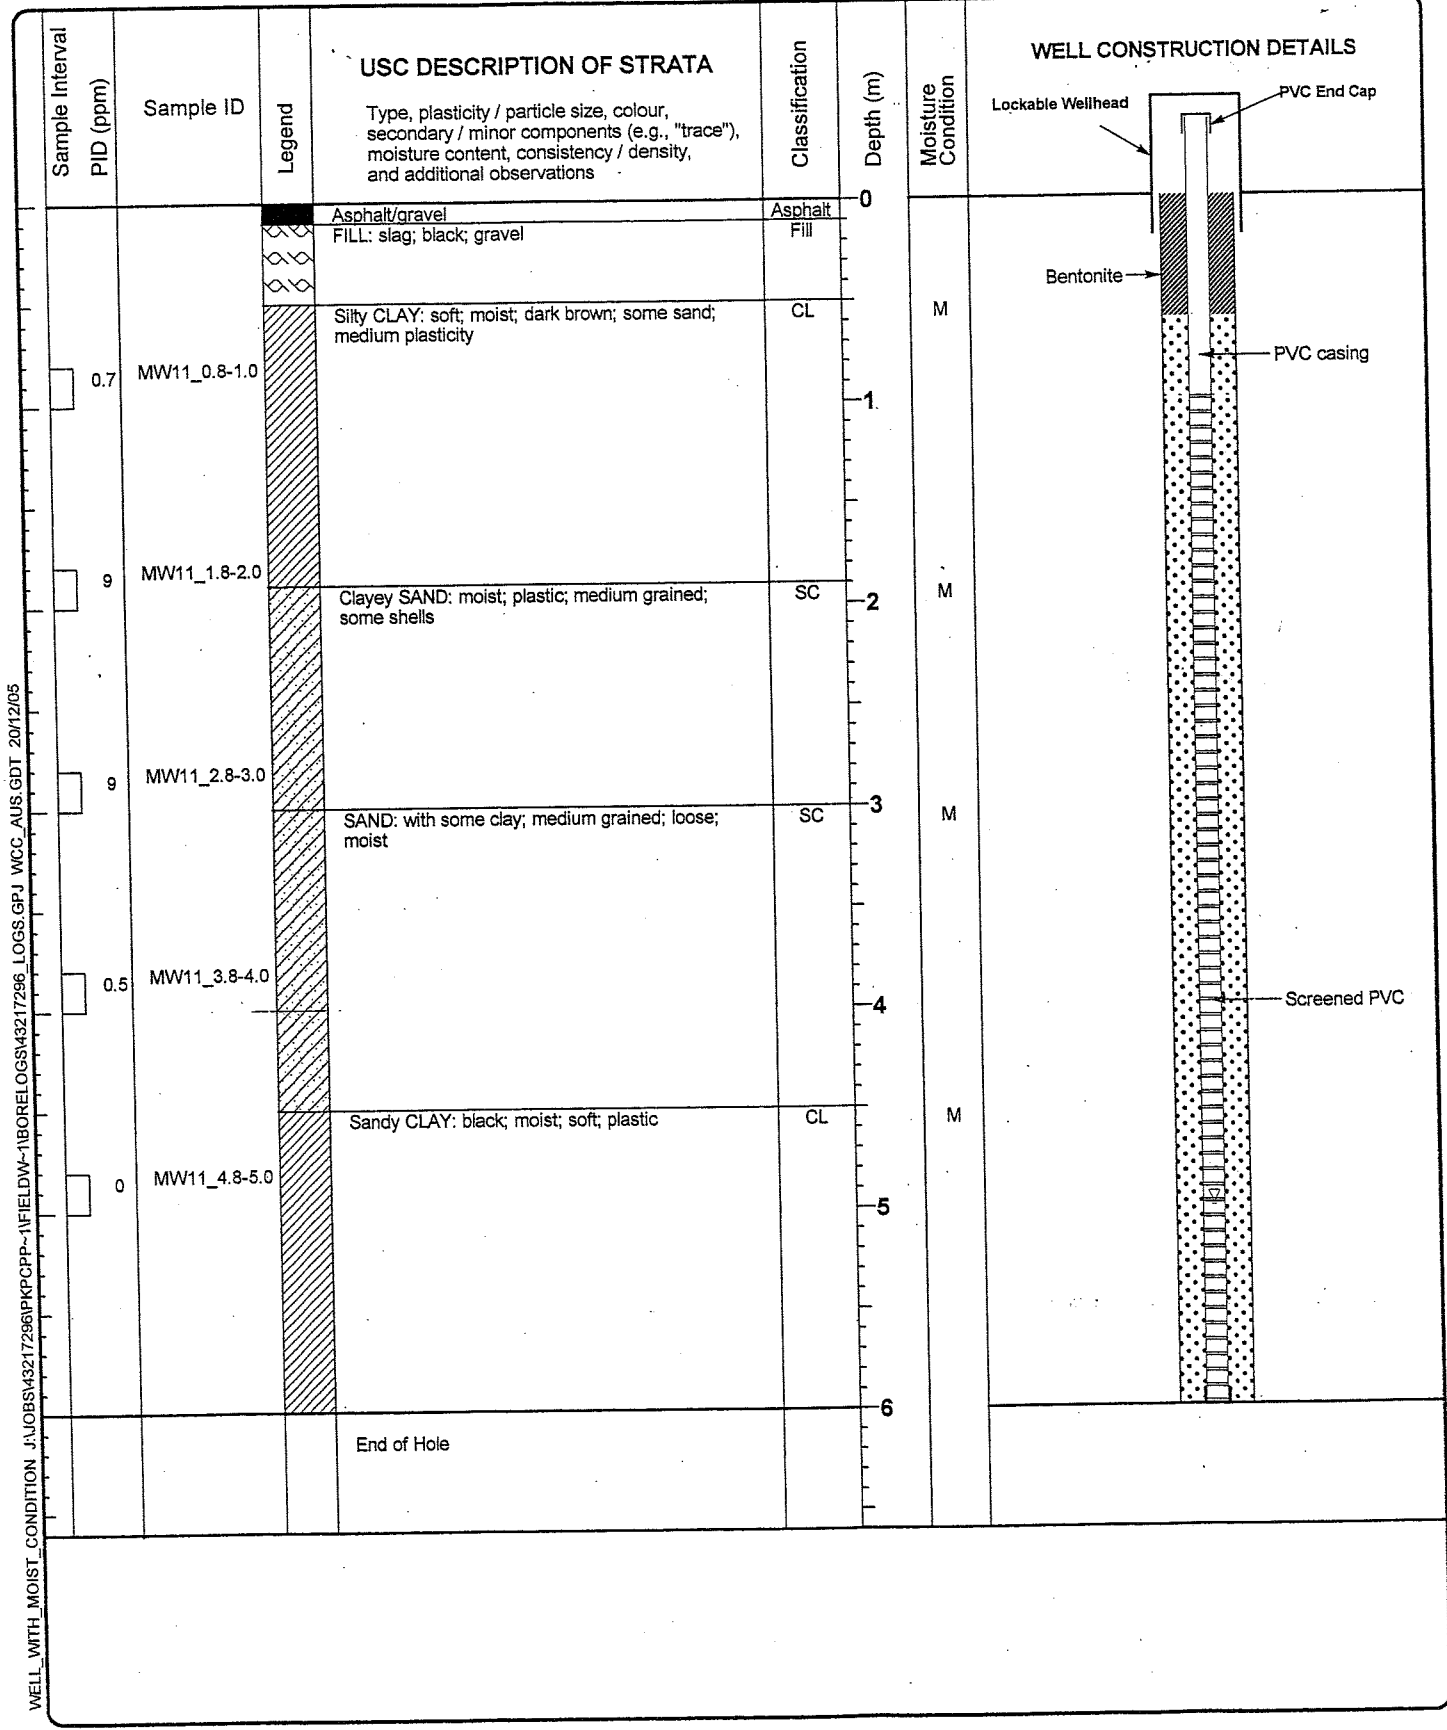 Sample Interval
PID (ppm)
Sample ID
Legend
USC DESCRIPTION OF STRATA
Type, plasticity / particle size, colour,
secondary / minor components (e.g., "trace"),
moisture content, consistency / density,
and additional observations
Classification
Depth (m)
Moisture
Condition
WELL CONSTRUCTION DETAILS
Lockable Wellhead
PVC End Cap
0
Asphalt/gravel
Asphalt
FILL: slag; black; gravel
Fill
Bentonite
Silty CLAY: soft; moist; dark brown; some sand;
medium plasticity
CL
M
PVC casing
0.7
MW11_0.8-1.0
1
9
MW11_1.8-2.0
Clayey SAND: moist; plastic; medium grained;
some shells
SC
2
M
9
MW11_2.8-3.0
3
SAND: with some clay; medium grained; loose;
moist
SC
M
0.5
MW11_3.8-4.0
4
Screened PVC
Sandy CLAY: black; moist; soft; plastic
CL
M
0
MW11_4.8-5.0
5
6
End of Hole
WELL_WITH_MOIST_CONDITION J:\JOBS\43217296\PKPCPP~1\FIELDW~1\BORELOGS\43217296_LOGS.GPJ WCC_AUS.GDT 20/12/05